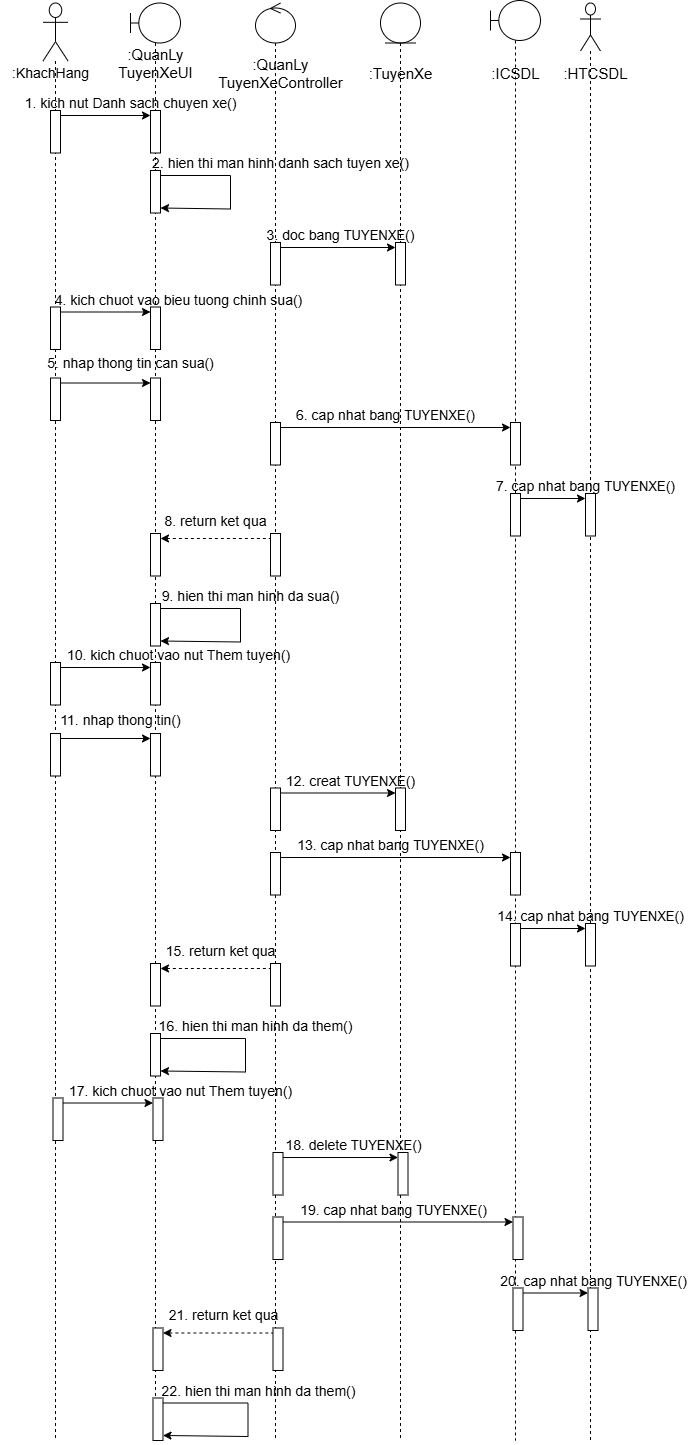 :KhachHang
:QuanLy
TuyenXeUI
:QuanLy
TuyenXeController
:TuyenXe
:ICSDL
:HTCSDL
1. kich nut Danh sach chuyen xe()
2. hien thi man hinh danh sach tuyen xe()
3. doc bang TUYENXE()
4. kich chuot vao bieu tuong chinh sua()
5. nhap thong tin can sua()
6. cap nhat bang TUYENXE()
7. cap nhat bang TUYENXE()
8. return ket qua
9. hien thi man hinh da sua()
10. kich chuot vao nut Them tuyen()
11. nhap thong tin()
12. creat TUYENXE()
13. cap nhat bang TUYENXE()
14. cap nhat bang TUYENXE()
15. return ket qua
16. hien thi man hinh da them()
17. kich chuot vao nut Them tuyen()
18. delete TUYENXE()
19. cap nhat bang TUYENXE()
20. cap nhat bang TUYENXE()
21. return ket qua
22. hien thi man hinh da them()